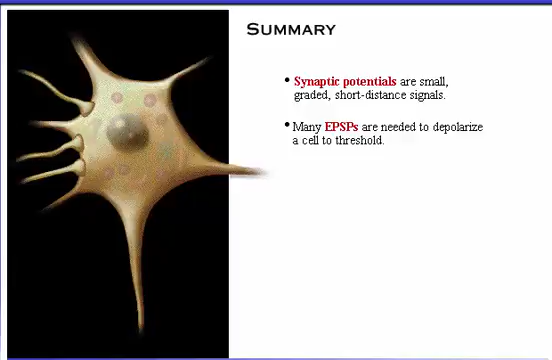 SUMMARY
• Synaptic potentials are small,
graded, short-distance signals.
• Many EPSPs are needed to depolarize
a cell to threshold.